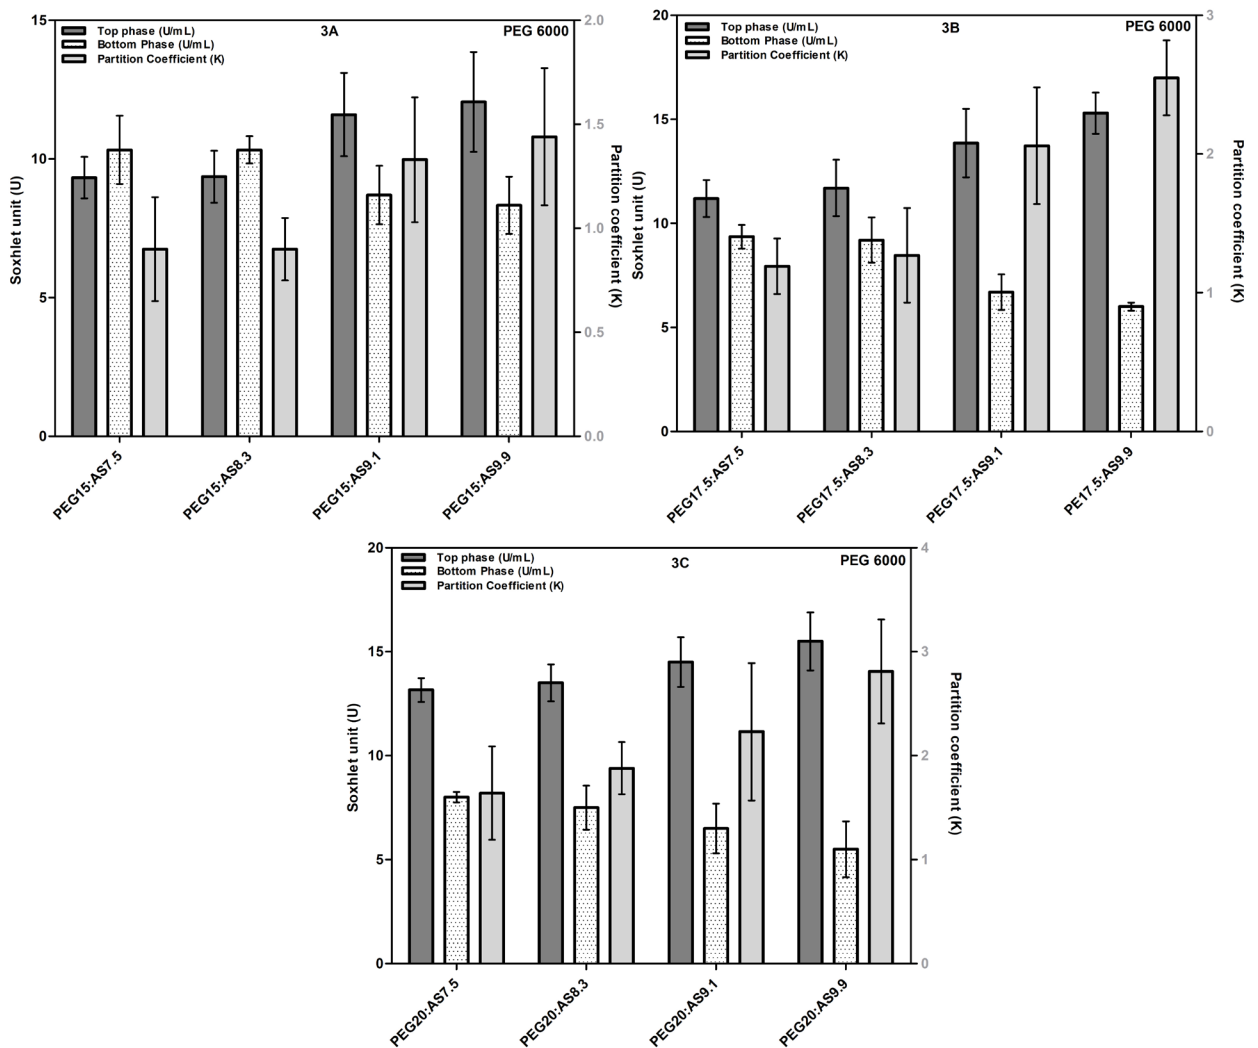 3A
PEG 6000
Top phase (U/mL)
Bottom Phase (U/mL)
Partition Coefficient (K)
Soxhlet unit (U)
15
10
5
0
2.0
1.5
1.0
0.5
0.0
Partition coefficient (K)
PEG15:AS7.5
PEG15:AS8.3
PEG15:AS9.1
PEG15:AS9.9
3B
PEG 6000
Top phase (U/mL)
Bottom Phase (U/mL)
Partition Coefficient (K)
Soxhlet unit (U)
20
15
10
5
0
3
2
1
0
Partition coefficient (K)
PEG17.5:AS7.5
PEG17.5:AS8.3
PEG17.5:AS9.1
PE17.5:AS9.9
3C
PEG 6000
Top phase (U/mL)
Bottom Phase (U/mL)
Partition Coefficient (K)
Soxhlet unit (U)
20
15
10
5
0
4
3
2
1
0
Partition coefficient (K)
PEG20:AS7.5
PEG20:AS8.3
PEG20:AS9.1
PEG20:AS9.9